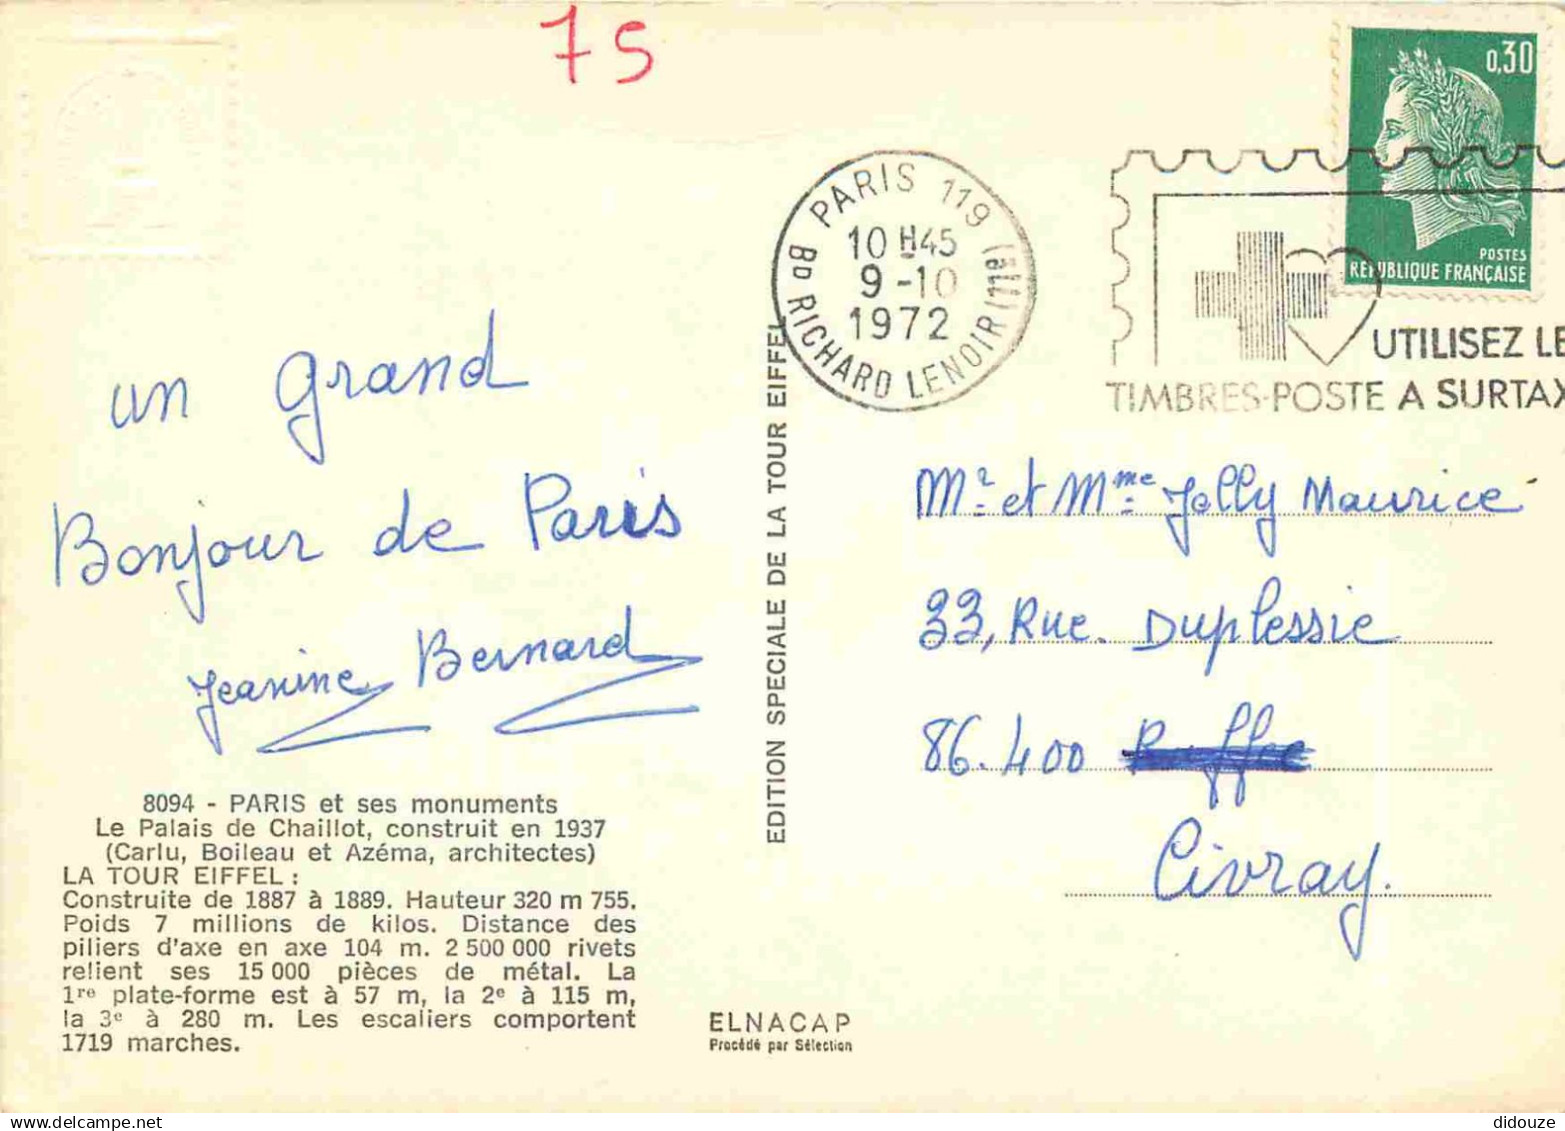 75
0,30
POSTES
RÉPUBLIQUE FRANÇAISE
PARIS 119
10 H45
9-10
1972
BD RICHARD LENOIR (11E)
UTILISEZ LE
TIMBRES-POSTE A SURTAX
un grand
Bonjour de Paris
Jeanine Bernard
8094 - PARIS et ses monuments
Le Palais de Chaillot, construit en 1937
(Carlu, Boileau et Azéma, architectes)
LA TOUR EIFFEL :
Construite de 1887 à 1889. Hauteur 320 m 755.
Poids 7 millions de kilos. Distance des
piliers d'axe en axe 104 m. 2 500 000 rivets
relient ses 15 000 pièces de métal. La
1re plate-forme est à 57 m, la 2e à 115 m,
la 3e à 280 m. Les escaliers comportent
1719 marches.
EDITION SPECIALE DE LA TOUR EIFFEL
ELNACAP
Procédé par Sélection
Mr et Mme Jolly Maurice
33, Rue Duplessie
86.400
Civray.
didouze